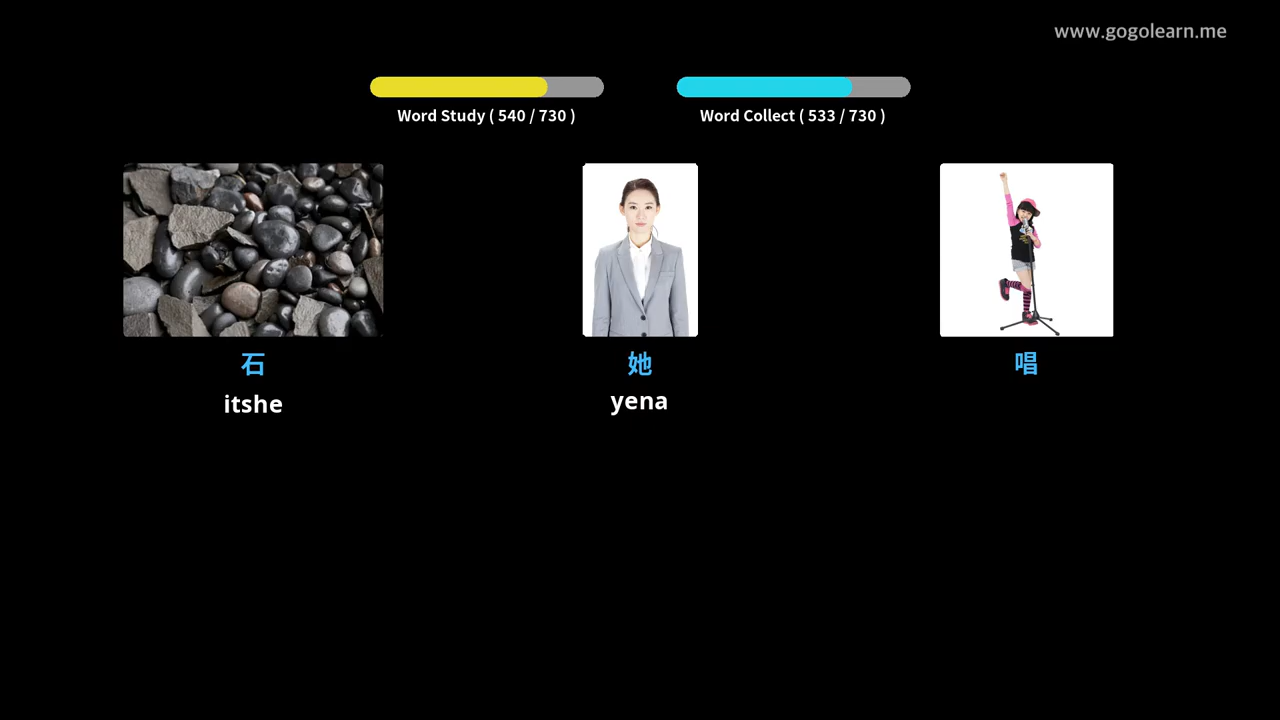 www.gogolearn.me
Word Study ( 540 / 730 )
Word Collect ( 533 / 730 )
石
她
唱
itshe
yena